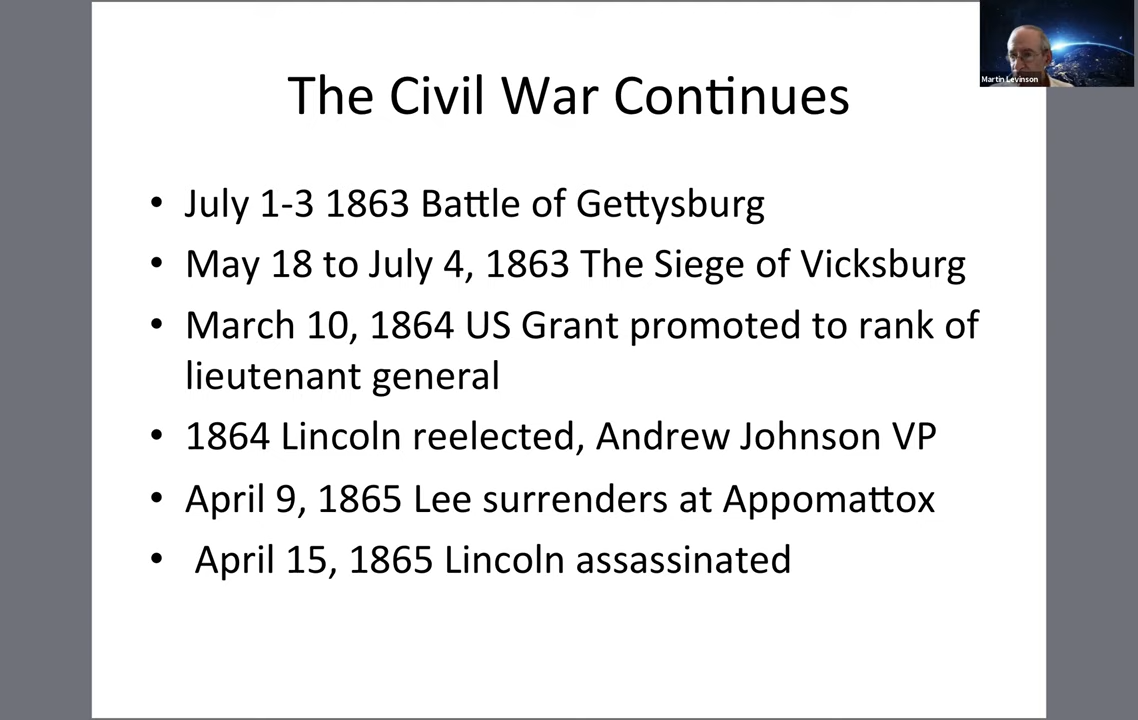 Martin Levinson
The Civil War Continues
• July 1-3 1863 Battle of Gettysburg
• May 18 to July 4, 1863 The Siege of Vicksburg
• March 10, 1864 US Grant promoted to rank of
lieutenant general
• 1864 Lincoln reelected, Andrew Johnson VP
• April 9, 1865 Lee surrenders at Appomattox
• April 15, 1865 Lincoln assassinated